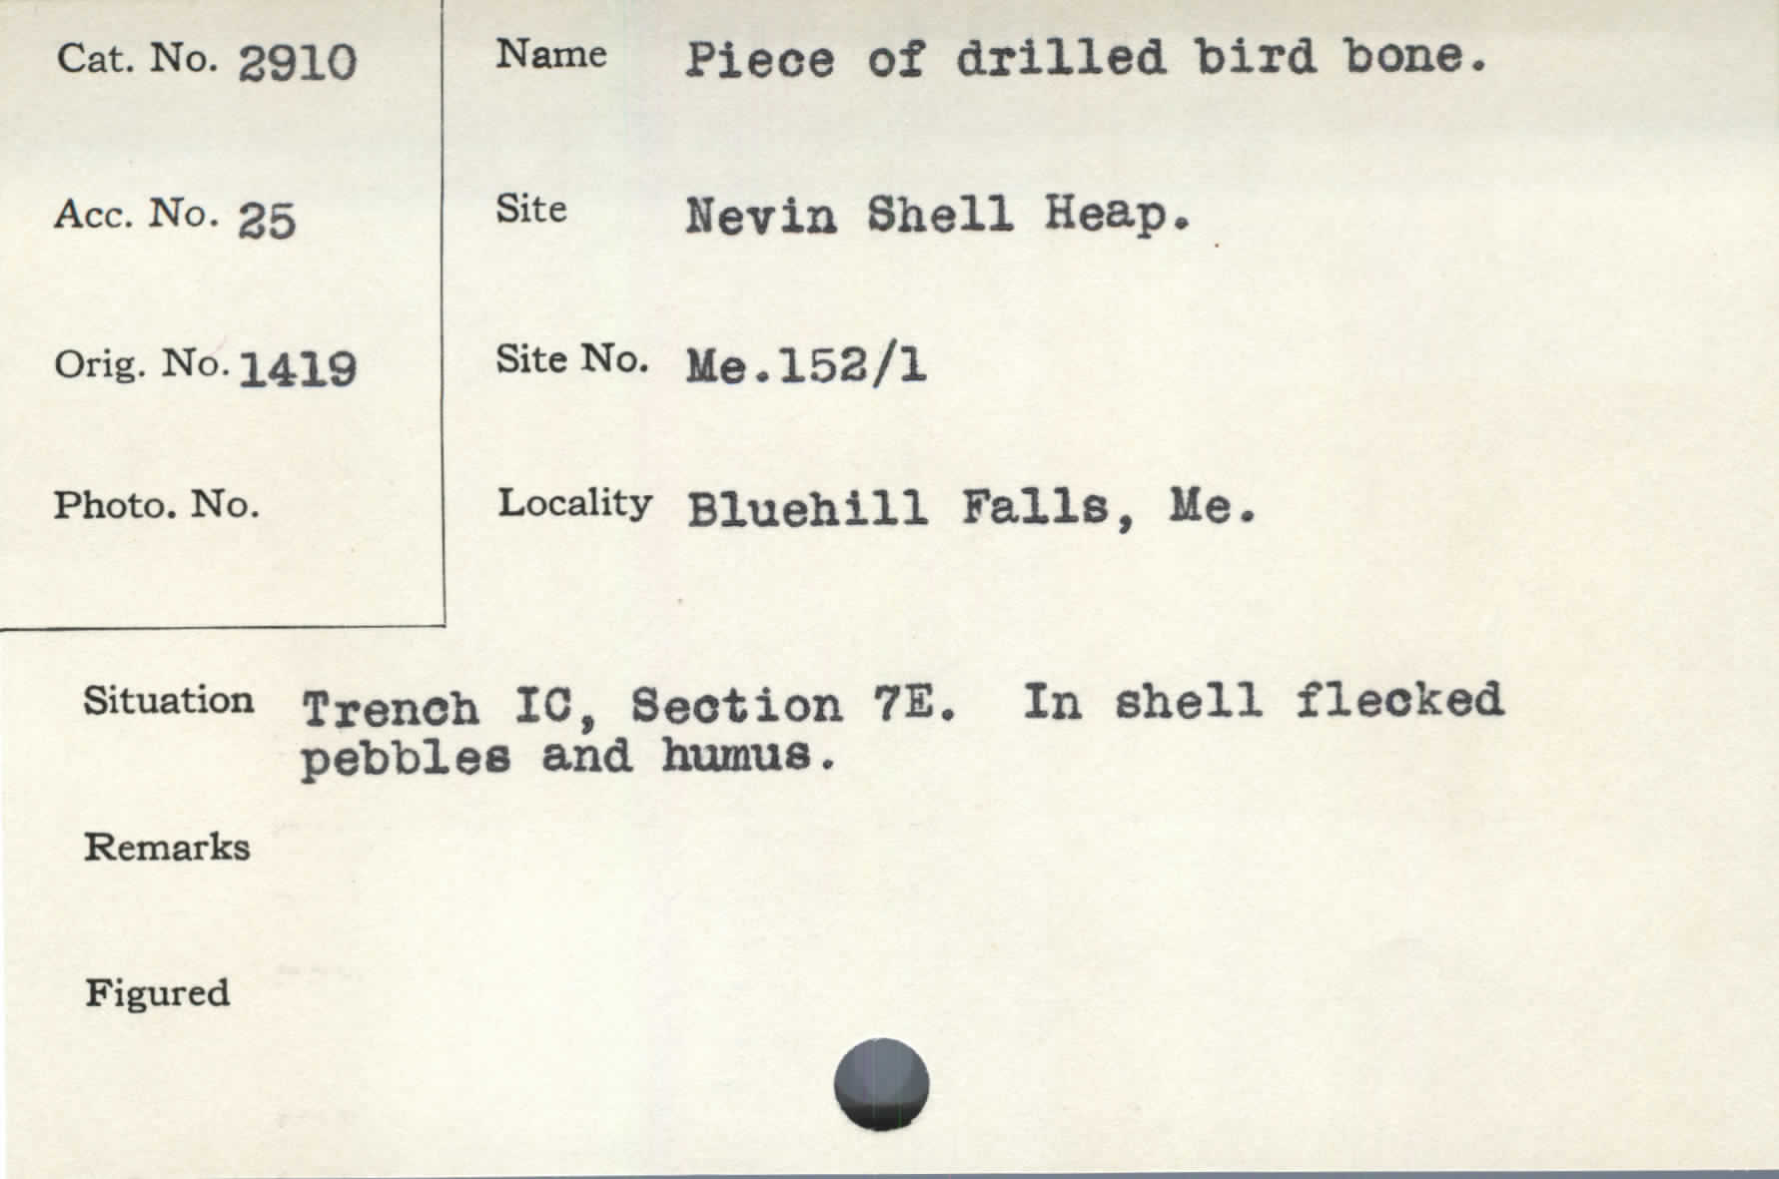 Cat. No. 2910
Name Piece of drilled bird bone.
Acc. No. 25
Site Nevin Shell Heap.
Orig. No. 1419
Site No. Me.152/1
Photo. No.
Locality Bluehill Falls, Me.
Situation Trench IC, Section 7E. In shell flecked
pebbles and humus.
Remarks
Figured